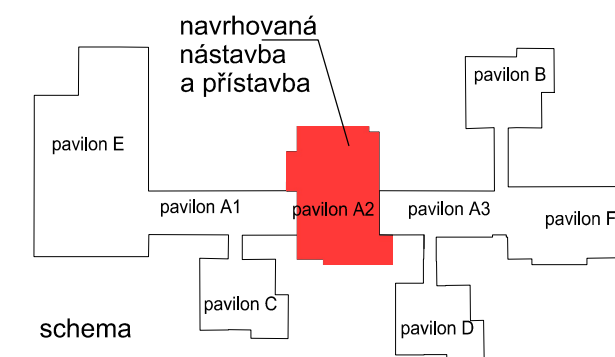 navrhovaná
nástavba
a přístavba
pavilon B
pavilon E
pavilon A1
pavilon A2
pavilon A3
pavilon F
pavilon C
pavilon D
schema